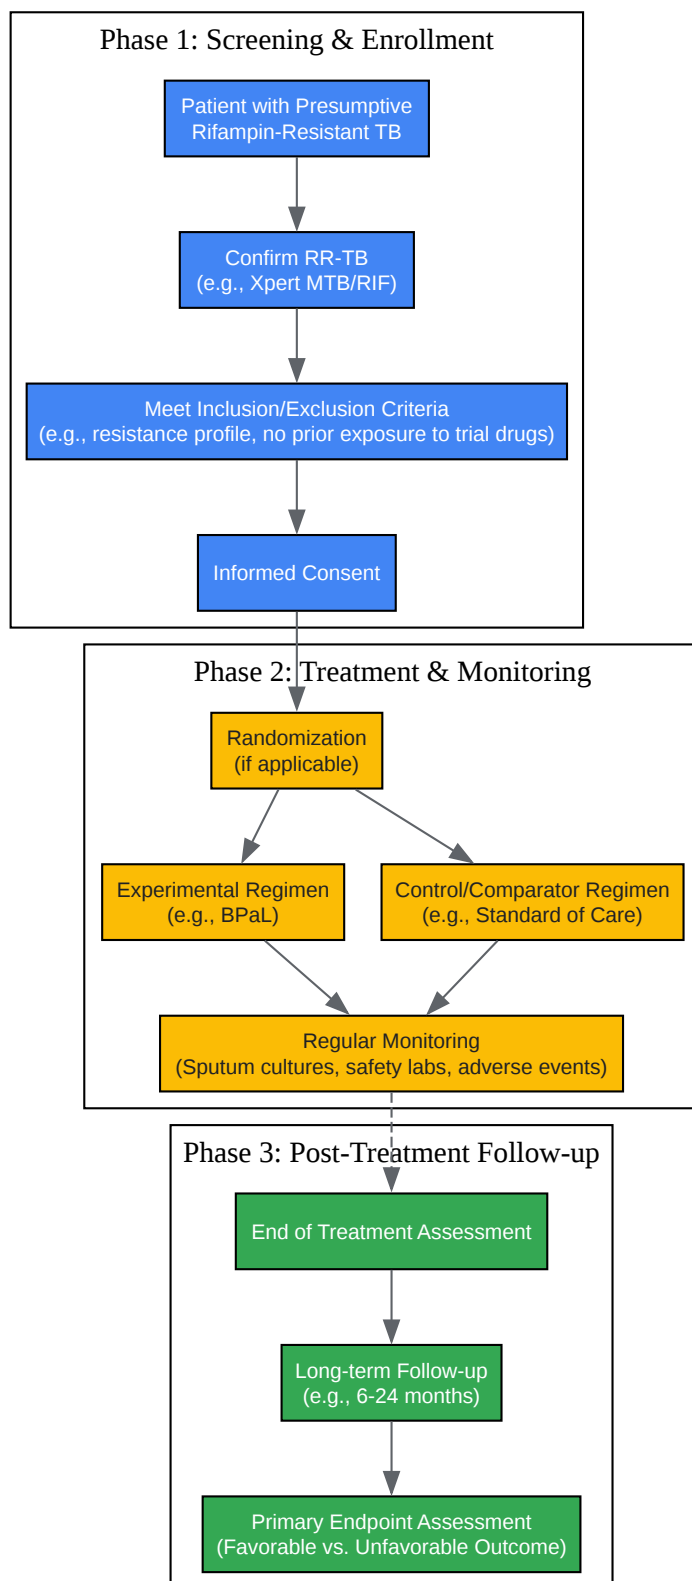 Phase 1: Screening & Enrollment
Patient with Presumptive
Rifampin-Resistant TB
Confirm RR-TB
(e.g., Xpert MTB/RIF)
Meet Inclusion/Exclusion Criteria
(e.g., resistance profile, no prior exposure to trial drugs)
Informed Consent
Phase 2: Treatment & Monitoring
Randomization
(if applicable)
Experimental Regimen
(e.g., BPaL)
Control/Comparator Regimen
(e.g., Standard of Care)
Regular Monitoring
(Sputum cultures, safety labs, adverse events)
Phase 3: Post-Treatment Follow-up
End of Treatment Assessment
Long-term Follow-up
(e.g., 6-24 months)
Primary Endpoint Assessment
(Favorable vs. Unfavorable Outcome)